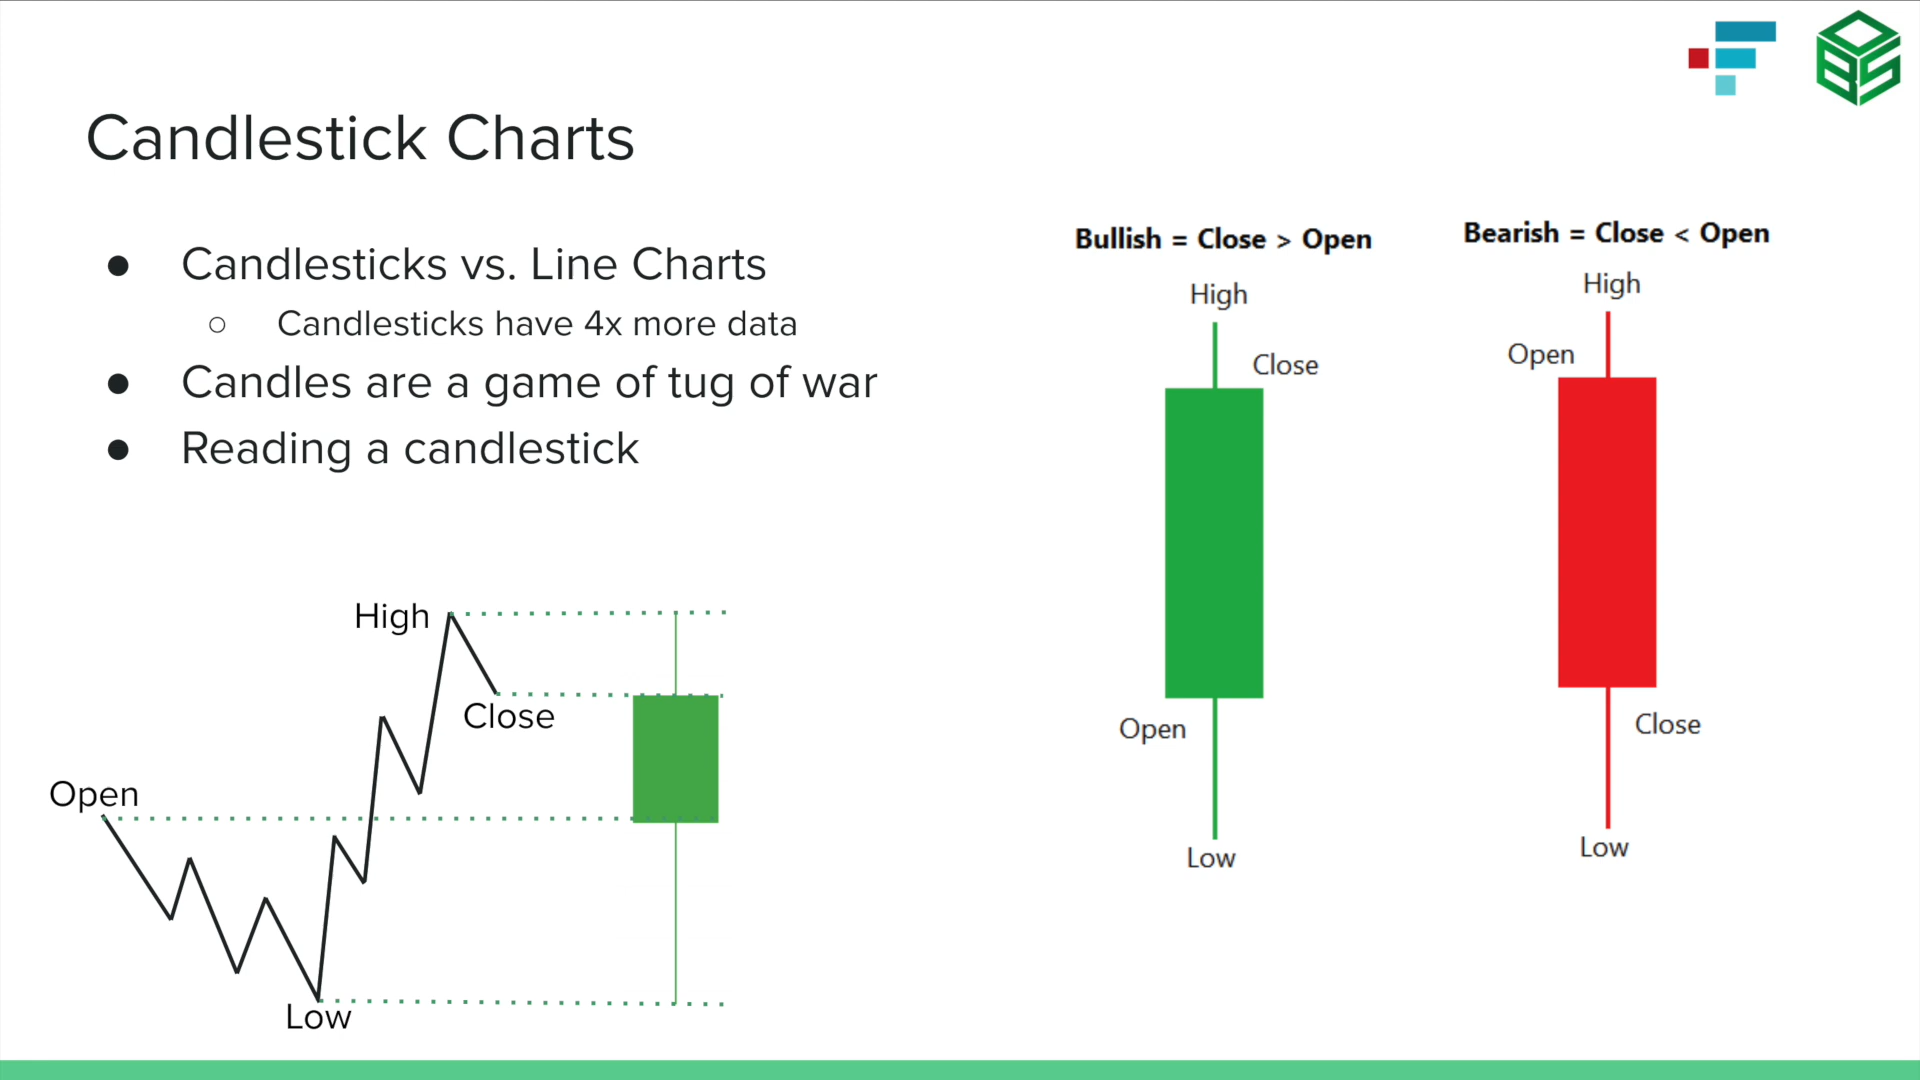 Candlestick Charts
● Candlesticks vs. Line Charts
○ Candlesticks have 4x more data
● Candles are a game of tug of war
● Reading a candlestick
High
Close
Open
Low
Bullish = Close > Open
High
Close
Open
Low
Bearish = Close < Open
High
Open
Close
Low